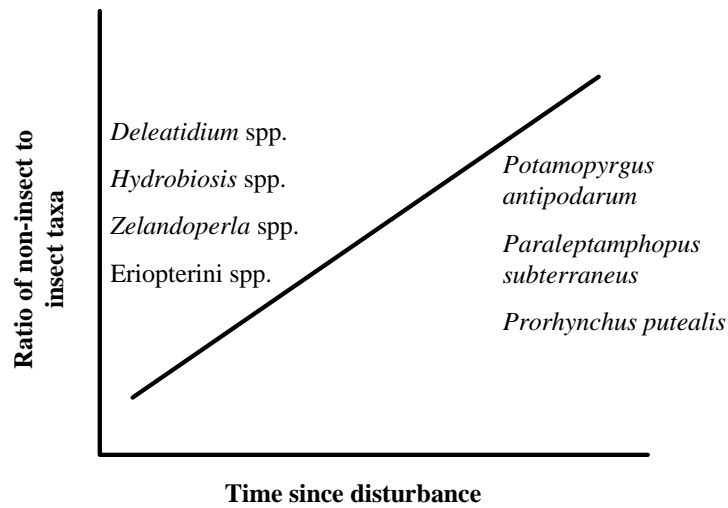 Ratio of non-insect to
insect taxa
Deleatidium spp.
Hydrobiosis spp.
Zelandoperla spp.
Eriopterini spp.
Potamopyrgus
antipodarum
Paraleptamphopus
subterraneus
Prorhynchus putealis
Time since disturbance